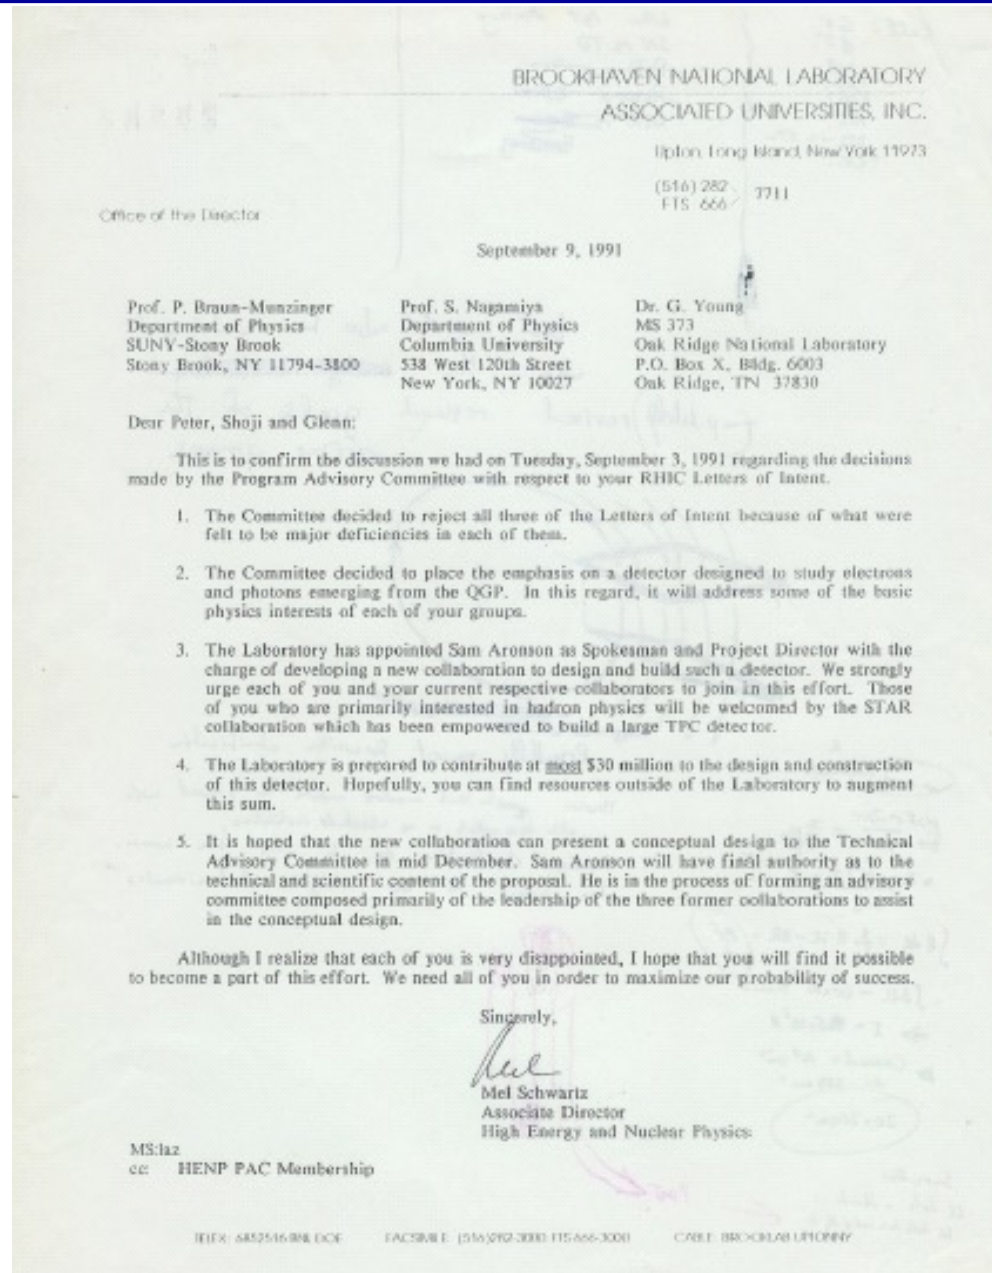 BROOKHAVEN NATIONAL LABORATORY
ASSOCIATED UNIVERSITIES, INC.
Upton, Long Island, New York 11973
(516) 282
FTS 666/ 3711
Office of the Director
September 9, 1991
Prof. P. Braun-Munzinger
Department of Physics
SUNY-Stony Brook
Stony Brook, NY 11794-3800
Prof. S. Nagamiya
Department of Physics
Columbia University
538 West 120th Street
New York, NY 10027
Dr. G. Young
MS 373
Oak Ridge National Laboratory
P.O. Box X, Bldg. 6003
Oak Ridge, TN 37830
Dear Peter, Shoji and Glenn:
This is to confirm the discussion we had on Tuesday, September 3, 1991 regarding the decisions
made by the Program Advisory Committee with respect to your RHIC Letters of Intent.
1. The Committee decided to reject all three of the Letters of Intent because of what were
felt to be major deficiencies in each of them.
2. The Committee decided to place the emphasis on a detector designed to study electrons
and photons emerging from the QGP. In this regard, it will address some of the basic
physics interests of each of your groups.
3. The Laboratory has appointed Sam Aronson as Spokesman and Project Director with the
charge of developing a new collaboration to design and build such a detector. We strongly
urge each of you and your current respective collaborators to join in this effort. Those
of you who are primarily interested in hadron physics will be welcomed by the STAR
collaboration which has been empowered to build a large TPC detector.
4. The Laboratory is prepared to contribute at most $30 million to the design and construction
of this detector. Hopefully, you can find resources outside of the Laboratory to augment
this sum.
5. It is hoped that the new collaboration can present a conceptual design to the Technical
Advisory Committee in mid December. Sam Aronson will have final authority as to the
technical and scientific content of the proposal. He is in the process of forming an advisory
committee composed primarily of the leadership of the three former collaborations to assist
in the conceptual design.
Although I realize that each of you is very disappointed, I hope that you will find it possible
to become a part of this effort. We need all of you in order to maximize our probability of success.
Sincerely,
Mel
Mel Schwartz
Associate Director
High Energy and Nuclear Physics
MS:laz
cc: HENP PAC Membership
TELEX: 6852516 BNL DOE FACSIMILE: (516)282-3000 FTS 666-3000 CABLE: BROOKLAB UPTONNY